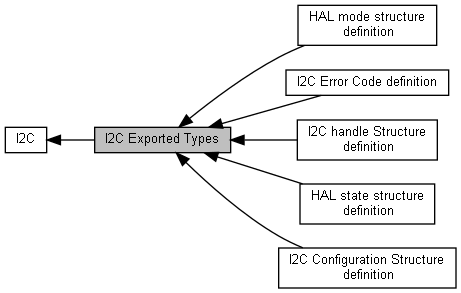 HAL mode structure
definition
I2C Error Code definition
I2C handle Structure
definition
I2C
I2C Exported Types
HAL state structure
definition
I2C Configuration Structure
definition